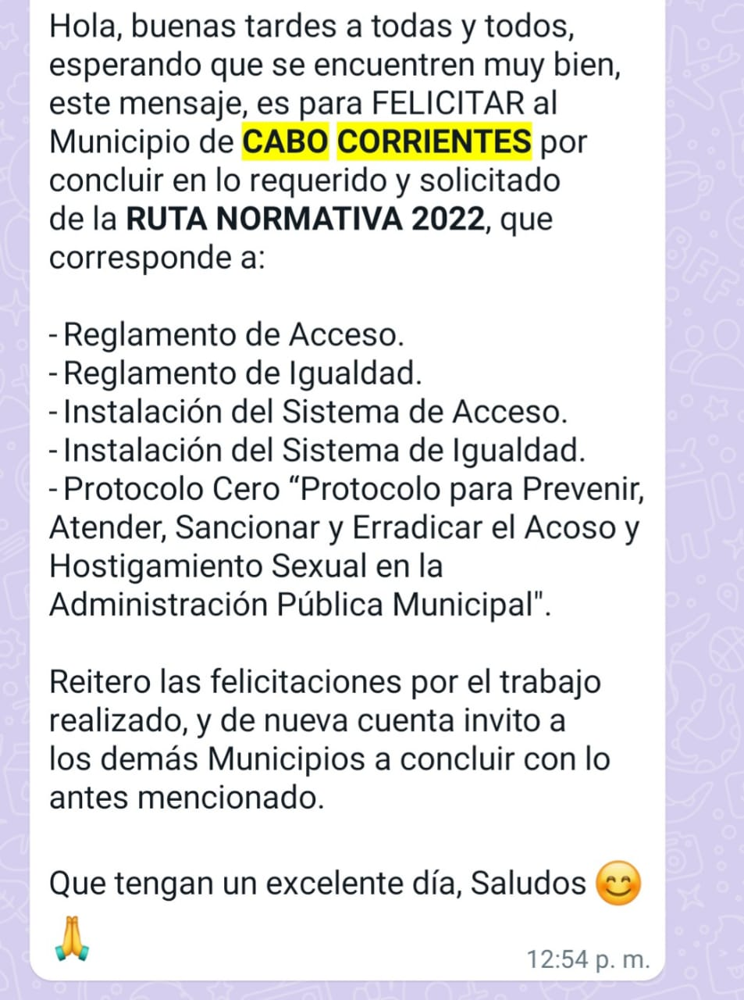 Hola, buenas tardes a todas y todos,
esperando que se encuentren muy bien,
este mensaje, es para FELICITAR al
Municipio de CABO CORRIENTES por
concluir en lo requerido y solicitado
de la RUTA NORMATIVA 2022, que
corresponde a:
- Reglamento de Acceso.
- Reglamento de Igualdad.
- Instalación del Sistema de Acceso.
- Instalación del Sistema de Igualdad.
- Protocolo Cero “Protocolo para Prevenir,
Atender, Sancionar y Erradicar el Acoso y
Hostigamiento Sexual en la
Administración Pública Municipal".
Reitero las felicitaciones por el trabajo
realizado, y de nueva cuenta invito a
los demás Municipios a concluir con lo
antes mencionado.
Que tengan un excelente día, Saludos 😊
🙏
12:54 p. m.